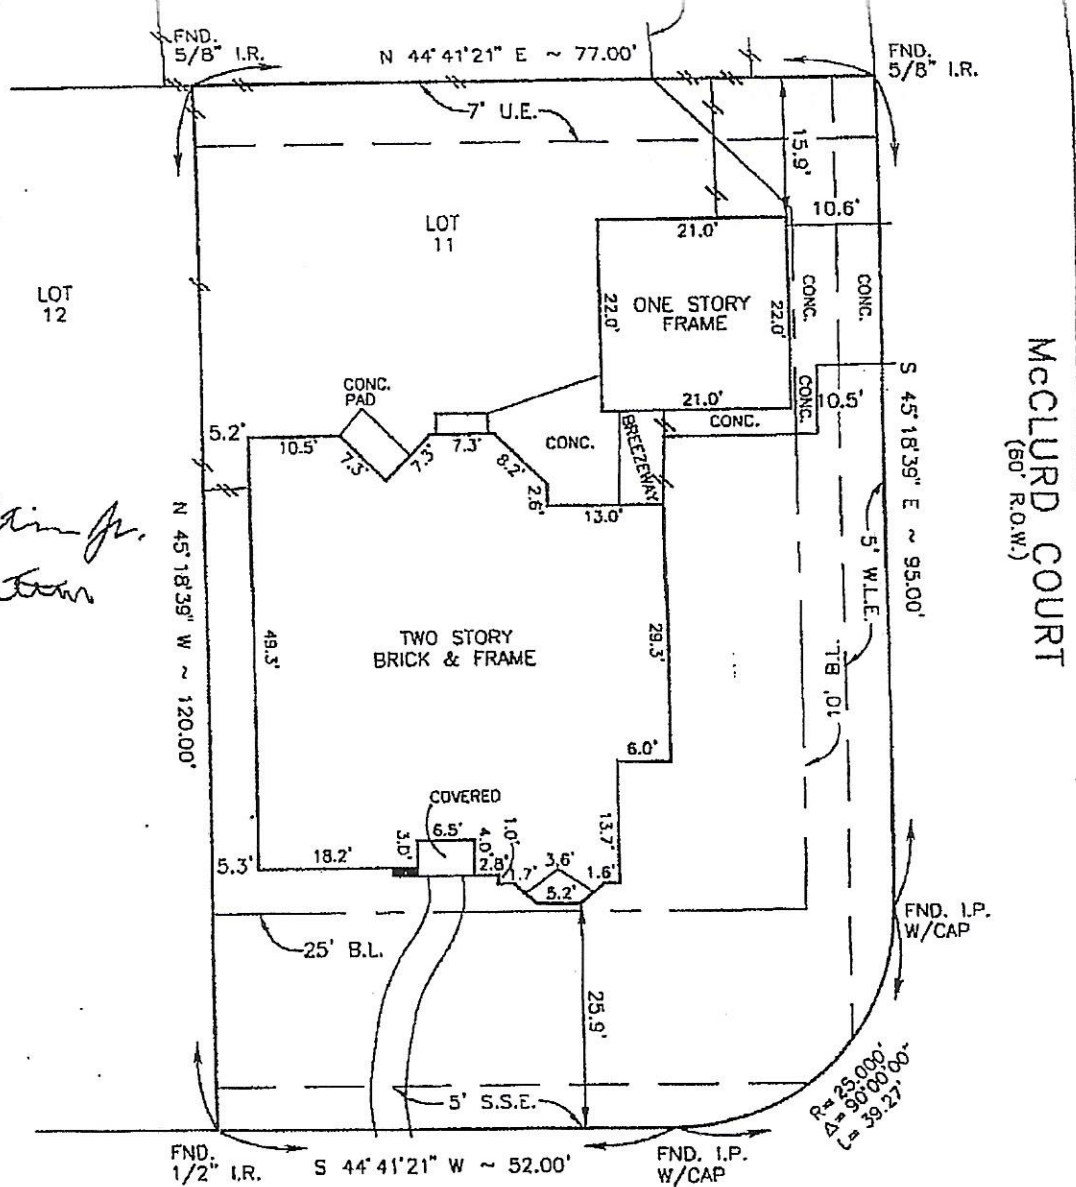 FND.
5/8" I.R.
N 44°41'21" E ~ 77.00'
FND.
5/8" I.R.
7' U.E.
15.9'
10.6'
LOT
11
21.0'
LOT
12
22.0'
ONE STORY
FRAME
22.0'
CONC.
CONC.
CONC.
PAD
21.0'
CONC.
10.5'
CONC.
BREEZEWAY
CONC.
5.2'
10.5'
7.3'
7.3'
7.3'
8.2'
2.6'
13.0'
S 45°18'39" E ~ 95.00'
McCLURD COURT
(60' R.O.W.)
Jr.
N 45°18'39" W ~ 120.00'
49.3'
TWO STORY
BRICK & FRAME
29.3'
5' W.L.E.
10' BL.
6.0'
COVERED
3.0'
6.5'
4.0'
1.0'
13.7'
5.3'
18.2'
2.8'
1.7'
3.6'
5.2'
1.6'
25' B.L.
FND. I.P.
W/CAP
25.9'
5' S.S.E.
R= 25.000'
Δ= 90°00'00"
L= 39.27'
FND.
1/2" I.R.
S 44°41'21" W ~ 52.00'
FND. I.P.
W/CAP